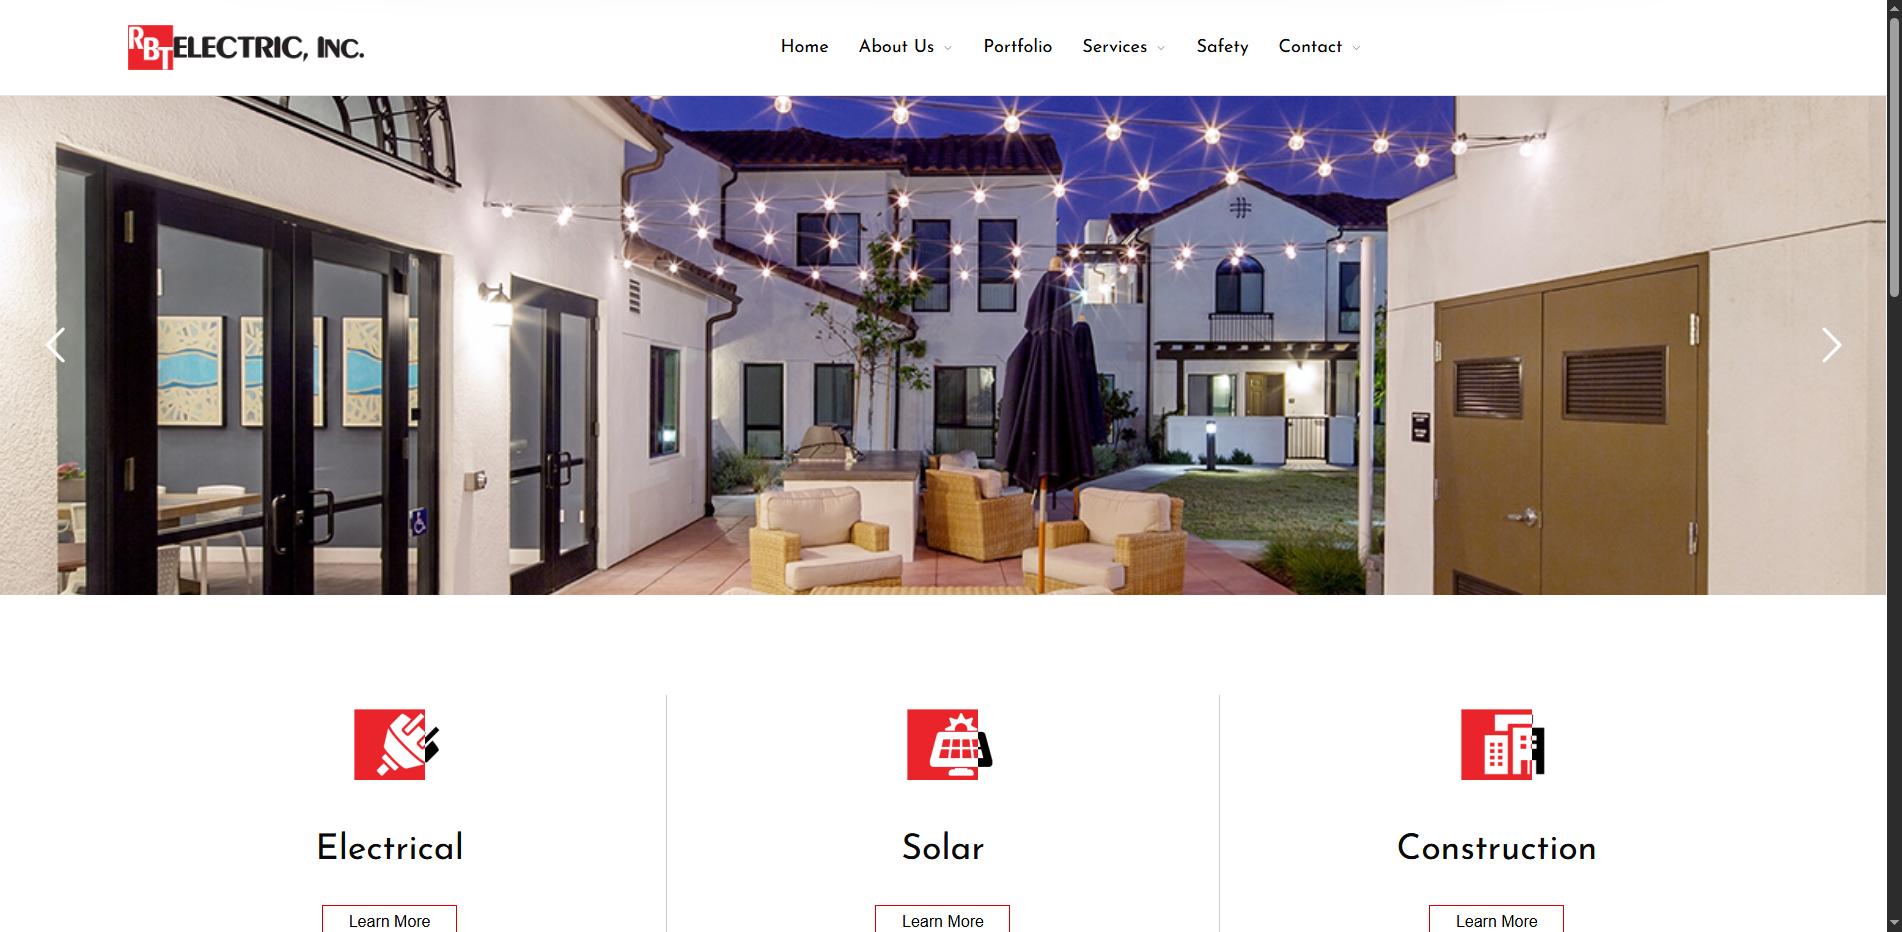 RBT ELECTRIC, INC.
Home About Us Portfolio Services Safety Contact
Electrical Solar Construction
Learn More Learn More Learn More